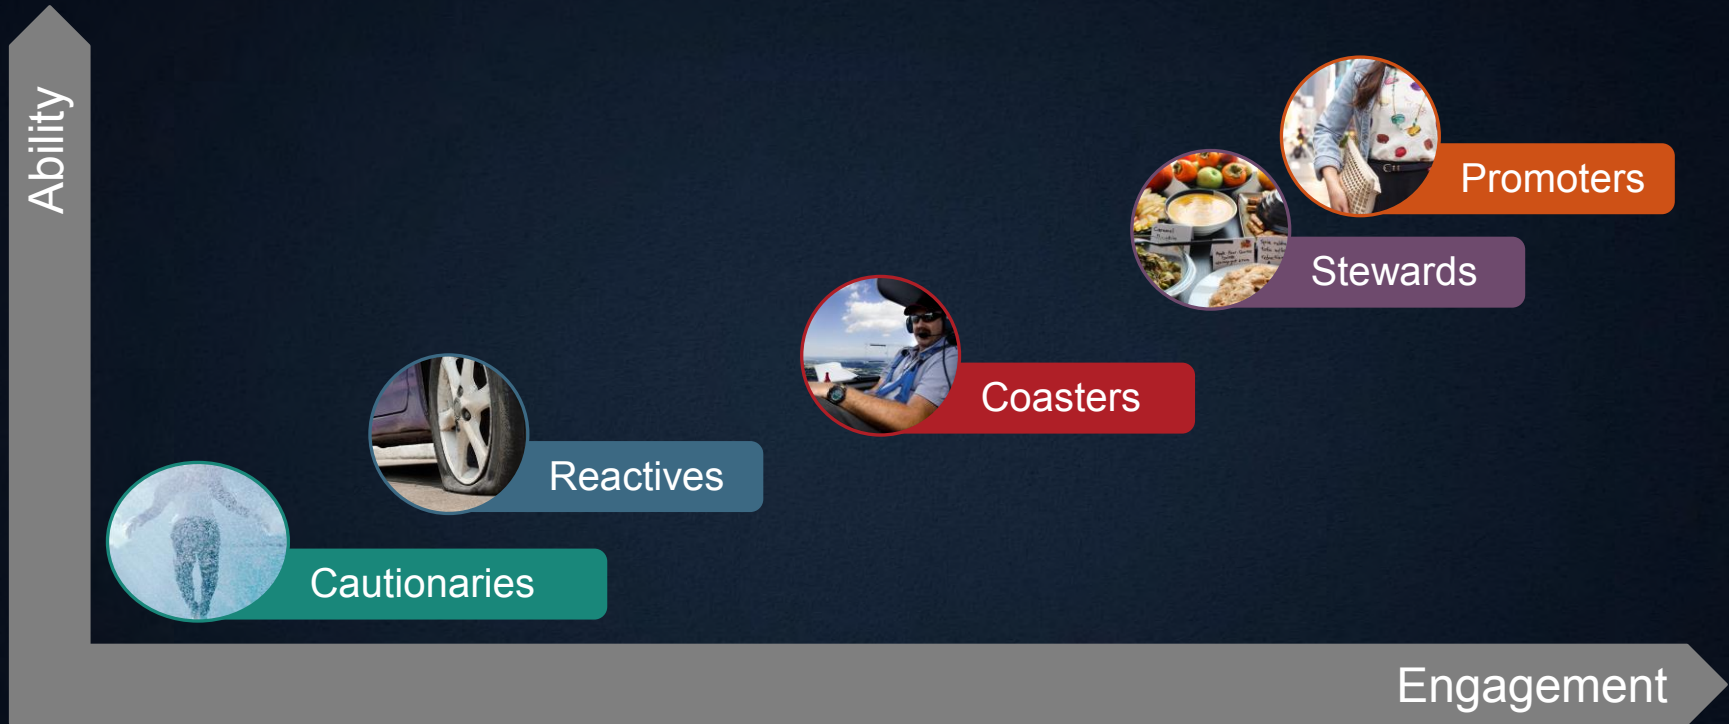 Ability
Promoters
Stewards
Coasters
Reactives
Cautionaries
Engagement